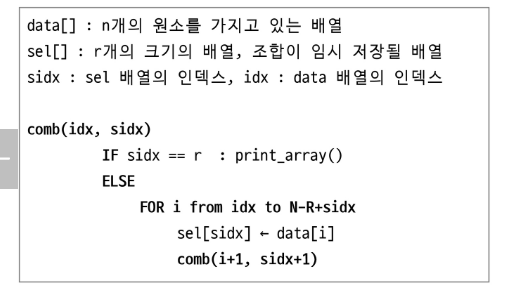 data[] : n개의 원소를 가지고 있는 배열
sel[] : r개의 크기의 배열, 조합이 임시 저장될 배열
sidx : sel 배열의 인덱스, idx : data 배열의 인덱스
comb(idx, sidx)
IF sidx == r : print_array()
ELSE
FOR i from idx to N-R+sidx
sel[sidx] ← data[i]
comb(i+1, sidx+1)